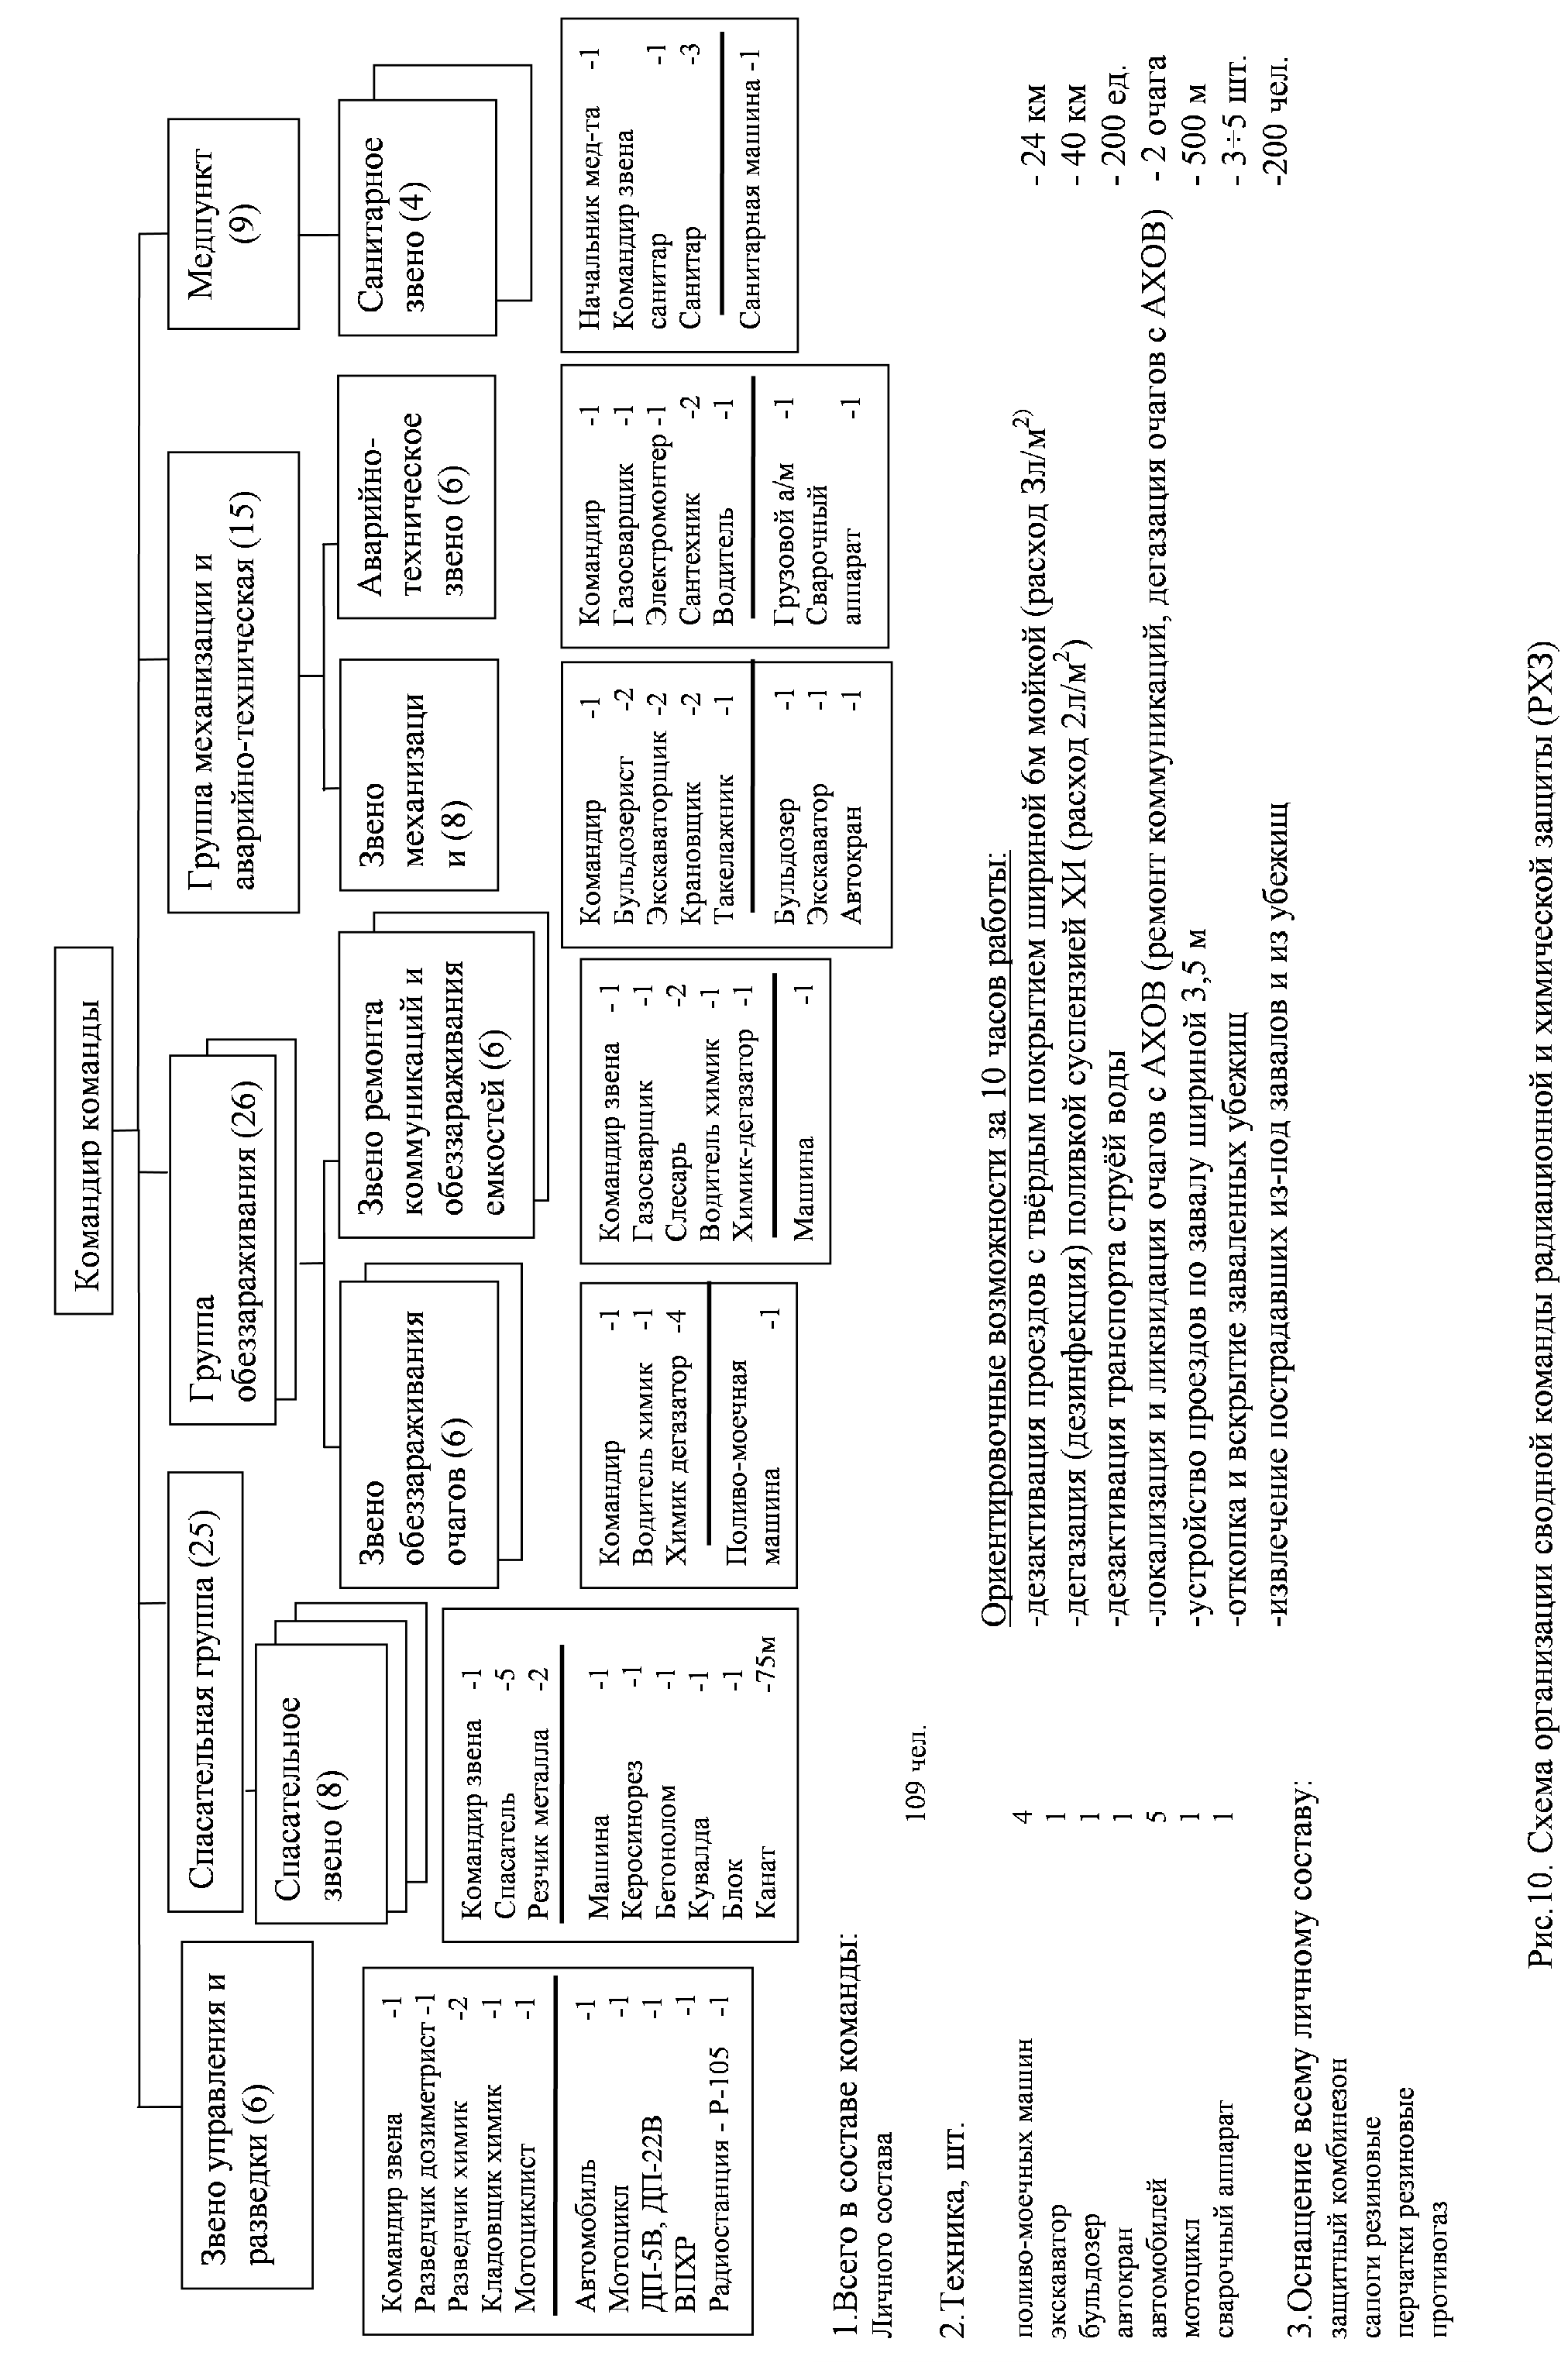 Командир команды
Звено управления и
разведки (6)
Спасательная группа (25)
Группа
обеззараживания (26)
Группа механизации и
аварийно-техническая (15)
Медпункт
(9)
Спасательное
звено (8)
Звено
обеззараживания
очагов (6)
Звено ремонта
коммуникаций и
обеззараживания
емкостей (6)
Звено
механизаци
и (8)
Аварийно-
техническое
звено (6)
Санитарное
звено (4)
Командир звена -1
Разведчик дозиметрист -1
Разведчик химик -2
Кладовщик химик -1
Мотоциклист -1
Автомобиль -1
Мотоцикл -1
ДП-5В, ДП-22В -1
ВПХР -1
Радиостанция - Р-105 -1
Командир звена -1
Спасатель -5
Резчик металла -2
Машина -1
Керосинорез -1
Бетонолом -1
Кувалда -1
Блок -1
Канат -75м
Командир -1
Водитель химик -1
Химик дегазатор -4
Поливо-моечная
машина -1
Командир звена -1
Газосварщик -1
Слесарь -2
Водитель химик -1
Химик-дегазатор -1
Машина -1
Командир -1
Бульдозерист -2
Экскаваторщик -2
Крановщик -2
Такелажник -1
Бульдозер -1
Экскаватор -1
Автокран -1
Командир -1
Газосварщик -1
Электромонтер -1
Сантехник -2
Водитель -1
Грузовой а/м -1
Сварочный
аппарат -1
Начальник мед-та -1
Командир звена
санитар -1
Санитар -3
Санитарная машина -1
1.Всего в составе команды:
Личного состава 109 чел.
2.Техника, шт.
поливо-моечных машин 4
экскаватор 1
бульдозер 1
автокран 1
автомобилей 5
мотоцикл 1
сварочный аппарат 1
3.Оснащение всему личному составу:
защитный комбинезон
сапоги резиновые
перчатки резиновые
противогаз
Ориентировочные возможности за 10 часов работы:
-дезактивация проездов с твёрдым покрытием шириной 6м мойкой (расход 3л/м²) - 24 км
-дегазация (дезинфекция) поливкой суспензией ХИ (расход 2л/м²) - 40 км
-дезактивация транспорта струёй воды -200 ед.
-локализация и ликвидация очагов с АХОВ (ремонт коммуникаций, дегазация очагов с АХОВ) - 2 очага
-устройство проездов по завалу шириной 3,5 м - 500 м
-откопка и вскрытие заваленных убежищ - 3÷5 шт.
-извлечение пострадавших из-под завалов и из убежищ -200 чел.
Рис.10. Схема организации сводной команды радиационной и химической защиты (РХЗ)